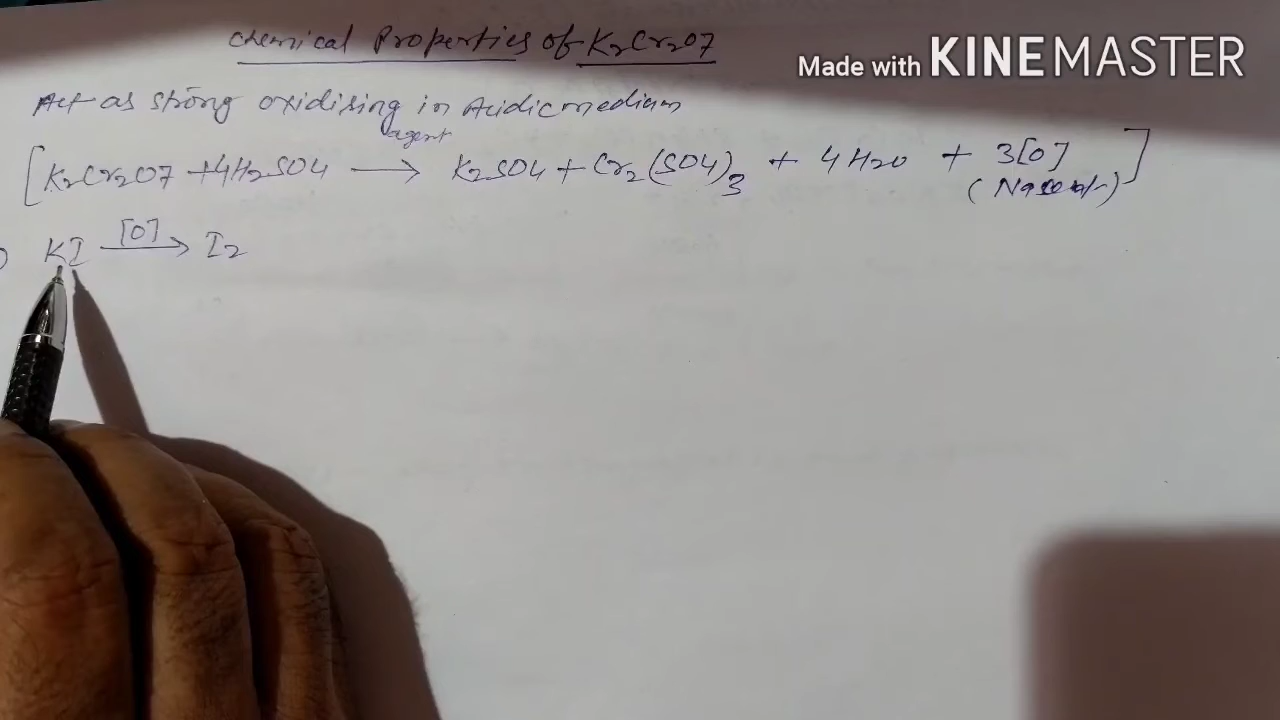 Chemical Properties of K2Cr2O7
Made with KINEMASTER
Act as strong oxidising in Acidic medium
agent
[K2Cr2O7 + 4H2SO4 → K2SO4 + Cr2(SO4)3 + 4H2O + 3[O]]
(Nascent)
KI [O]→ I2